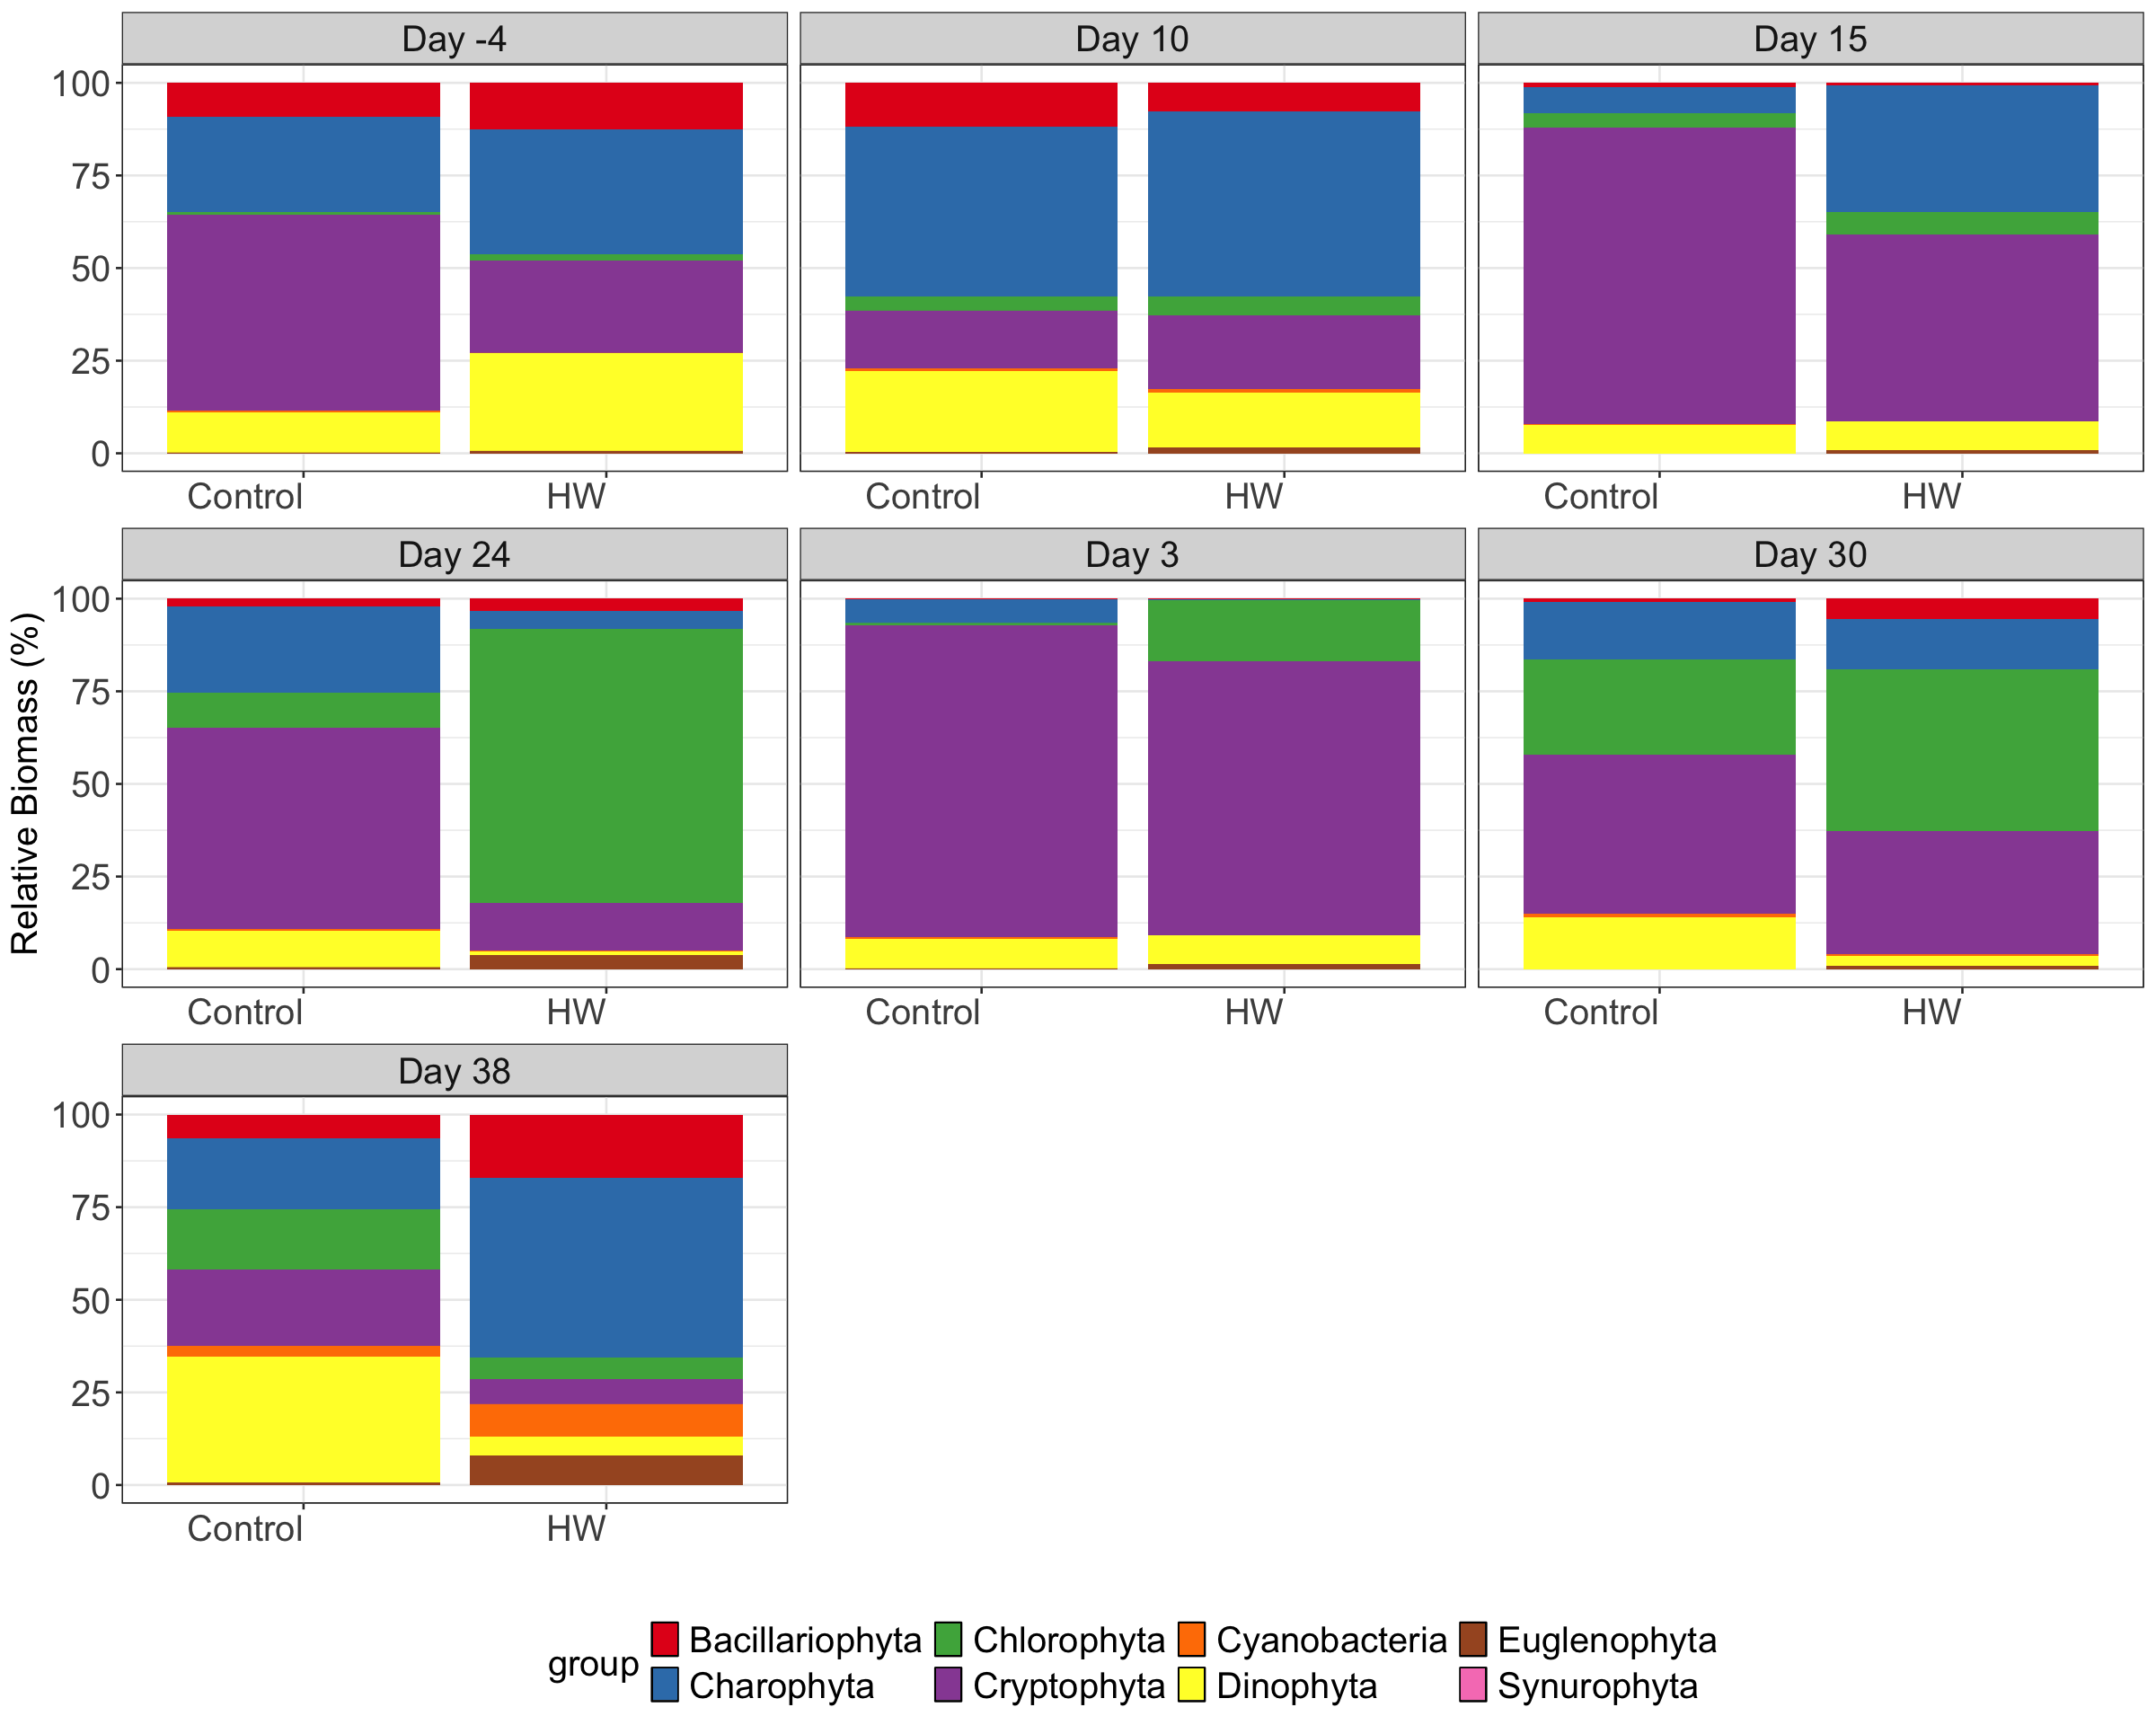 Day -4
Day 10
Day 15
100
75
50
25
0
Control HW
Control HW
Control HW
Day 24
Day 3
Day 30
Relative Biomass (%)
100
75
50
25
0
Control HW
Control HW
Control HW
Day 38
100
75
50
25
0
Control HW
group
Bacillariophyta Chlorophyta Cyanobacteria Euglenophyta
Charophyta Cryptophyta Dinophyta Synurophyta